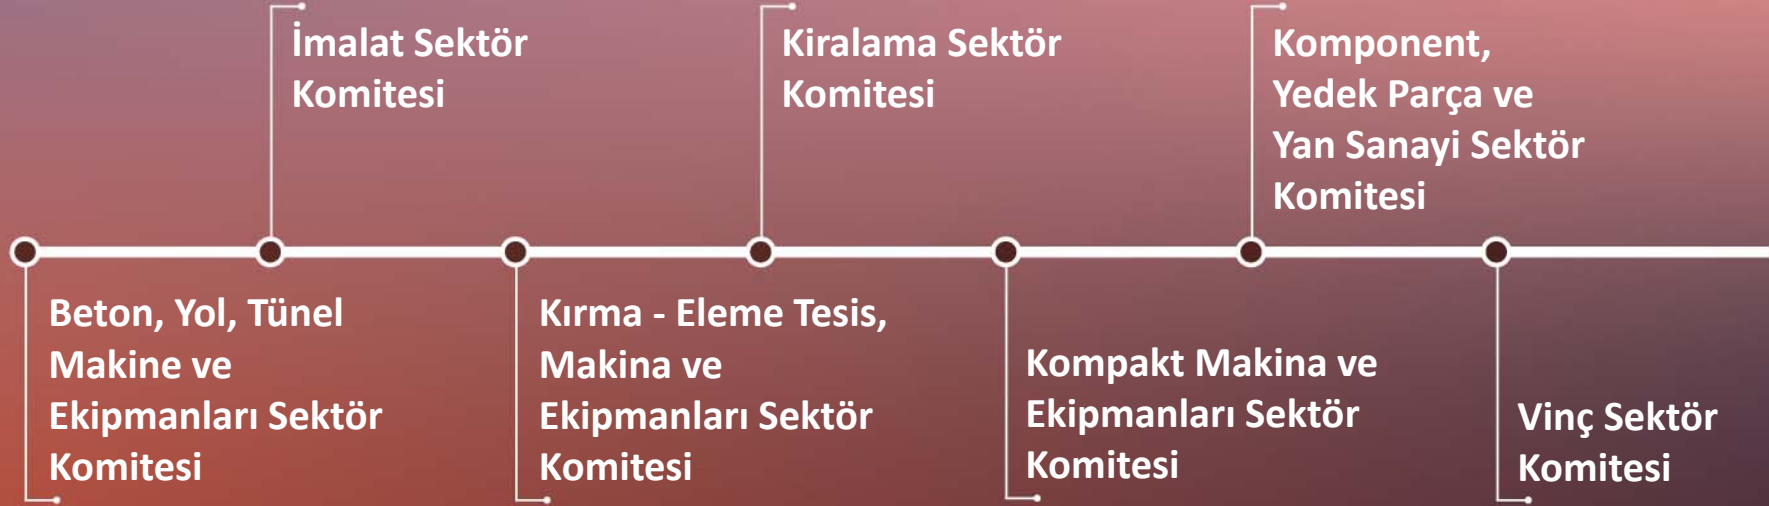 İmalat Sektör
Komitesi
Kiralama Sektör
Komitesi
Komponent,
Yedek Parça ve
Yan Sanayi Sektör
Komitesi
Beton, Yol, Tünel
Makine ve
Ekipmanları Sektör
Komitesi
Kırma - Eleme Tesis,
Makina ve
Ekipmanları Sektör
Komitesi
Kompakt Makina ve
Ekipmanları Sektör
Komitesi
Vinç Sektör
Komitesi